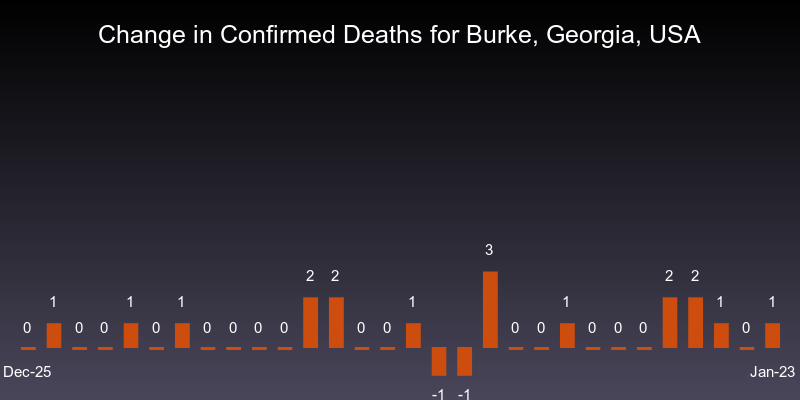 Change in Confirmed Deaths for Burke, Georgia, USA
3
2 2 2 2
1 1 1 1 1 1 1
0 0 0 0 0 0 0 0 0 0 0 0 0 0 0 0
Dec-25 Jan-23
-1 -1